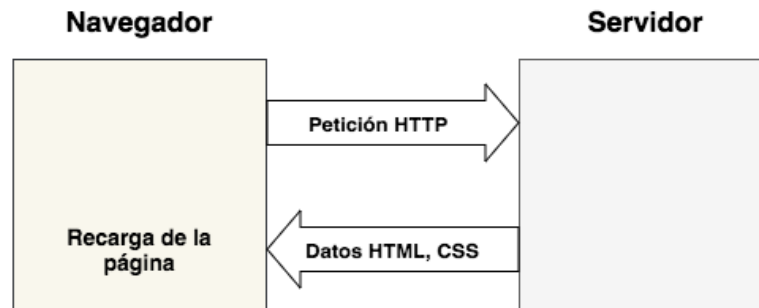 Navegador
Servidor
Petición HTTP
Recarga de la
página
Datos HTML, CSS